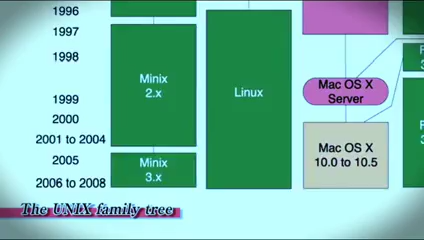 1996
1997
1998
1999
2000
2001 to 2004
2005
2006 to 2008
Minix
2.x
Minix
3.x
Linux
Mac OS X
Server
Mac OS X
10.0 to 10.5
The UNIX family tree